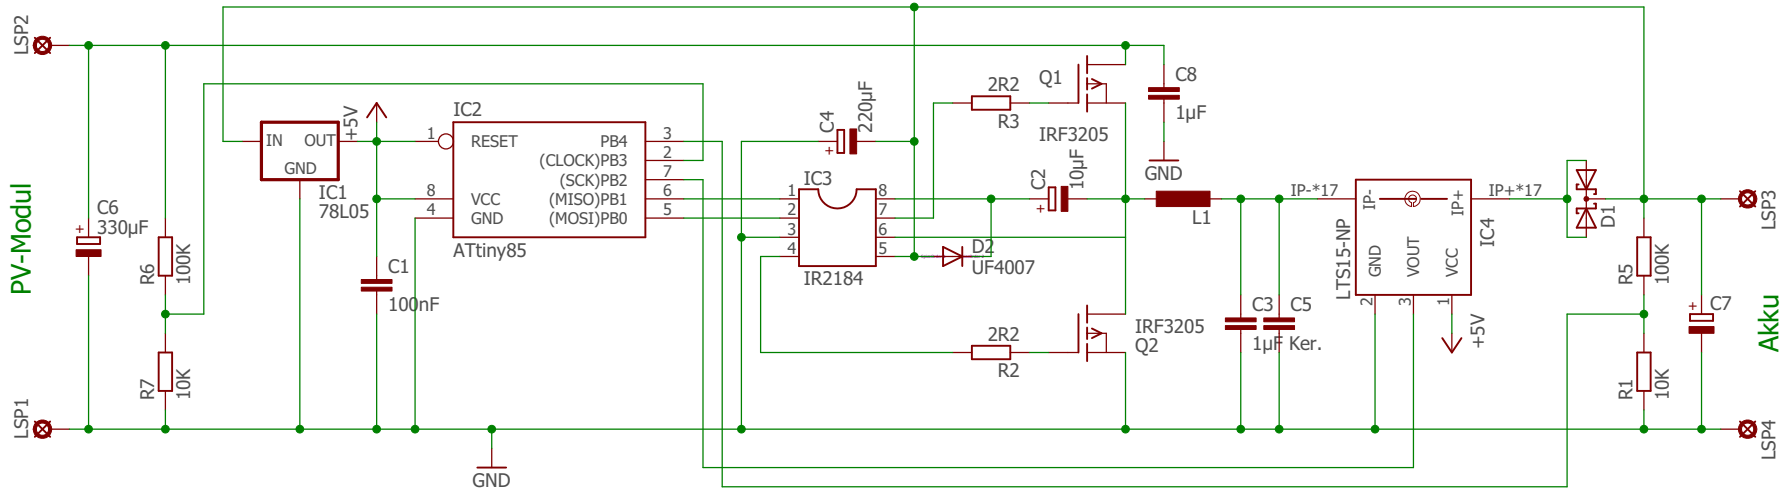 LSP2
LSP1
PV-Modul
C6
330µF
+
R6
100K
R7
10K
IN
OUT
GND
IC1
78L05
+5V
C1
100nF
IC2
1
RESET
8
VCC
4
GND
PB4
3
(CLOCK)PB3
2
(SCK)PB2
7
(MISO)PB1
6
(MOSI)PB0
5
ATtiny85
GND
C4
220µF
+
IC3
1
2
3
4
8
7
6
5
IR2184
D2
UF4007
C2
10µF
+
2R2
R3
Q1
IRF3205
2R2
R2
IRF3205
Q2
C8
1µF
GND
L1
C3
C5
1µF Ker.
IP-*17
IP-
IP+
IP+*17
LTS15-NP
IC4
GND
VOUT
VCC
2
3
1
+5V
D1
R5
100K
R1
10K
C7
+
LSP3
LSP4
Akku